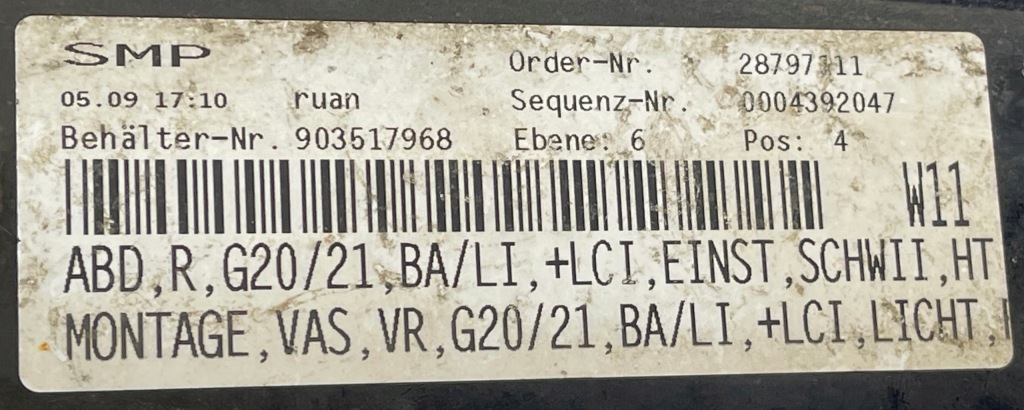 SMP Order-Nr.
05.09 17:10 ruan Sequenz-Nr. 0004392047
Behälter-Nr. 903517968 Ebene: 6 Pos: 4
W11
ABD,R,G20/21,BA/LI,+LCI,EINST,SCHWII,HT
MONTAGE,VAS,VR,G20/21,BA/LI,+LCI,LICHT,